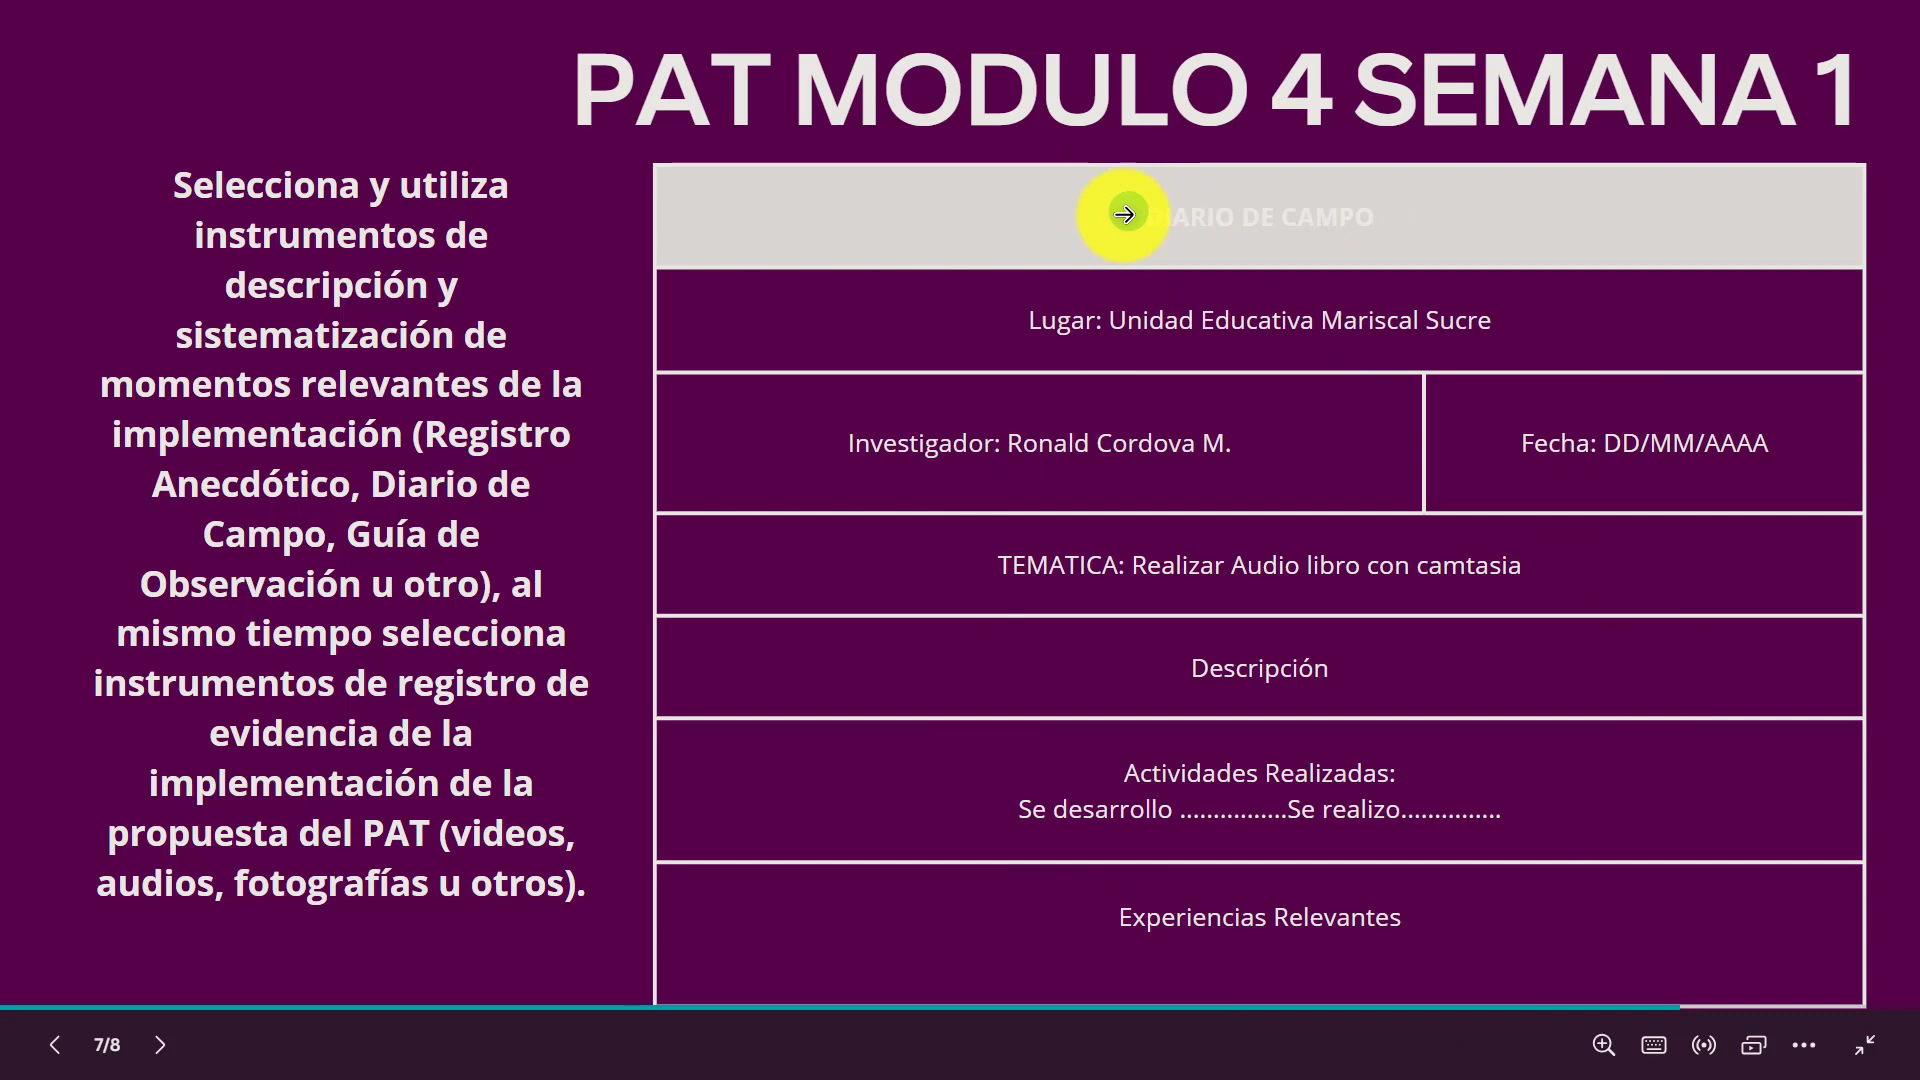 PAT MODULO 4 SEMANA 1
Selecciona y utiliza
instrumentos de
descripción y
sistematización de
momentos relevantes de la
implementación (Registro
Anecdótico, Diario de
Campo, Guía de
Observación u otro), al
mismo tiempo selecciona
instrumentos de registro de
evidencia de la
implementación de la
propuesta del PAT (videos,
audios, fotografías u otros).
DIARIO DE CAMPO
Lugar: Unidad Educativa Mariscal Sucre
Investigador: Ronald Cordova M.
Fecha: DD/MM/AAAA
TEMATICA: Realizar Audio libro con camtasia
Descripción
Actividades Realizadas:
Se desarrollo ................Se realizo...............
Experiencias Relevantes
7/8